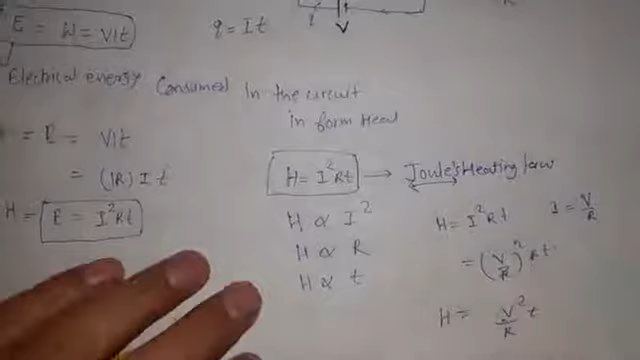 E = W = VIt
q = It
V
R
Electrical energy Consumed in the circuit
in form Heat
= E = VIt
= (IR) I t
H = E = I²Rt
H = I²Rt → Joule's Heating law
H ∝ I²
H ∝ R
H ∝ t
H = I²Rt I = V/R
= (V/R)² Rt
H = V²/R t